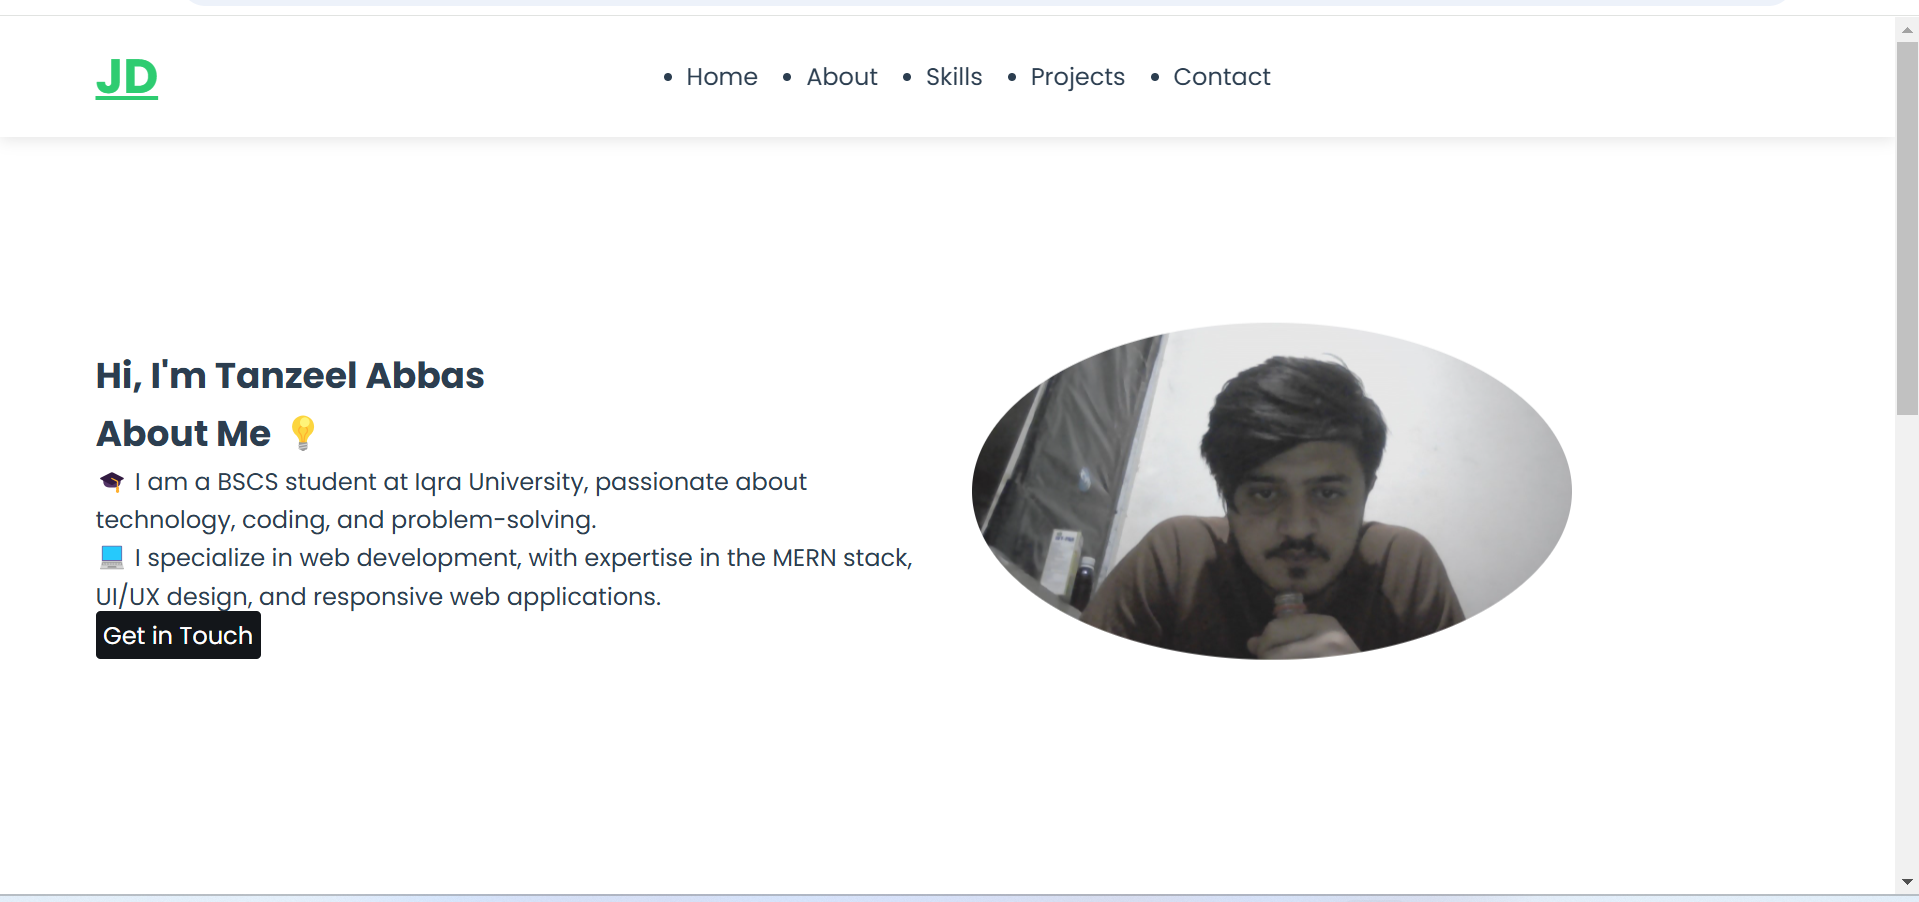 JD
Home About Skills Projects Contact
Hi, I'm Tanzeel Abbas
About Me 💡
🎓 I am a BSCS student at Iqra University, passionate about
technology, coding, and problem-solving.
💻 I specialize in web development, with expertise in the MERN stack,
UI/UX design, and responsive web applications.
Get in Touch